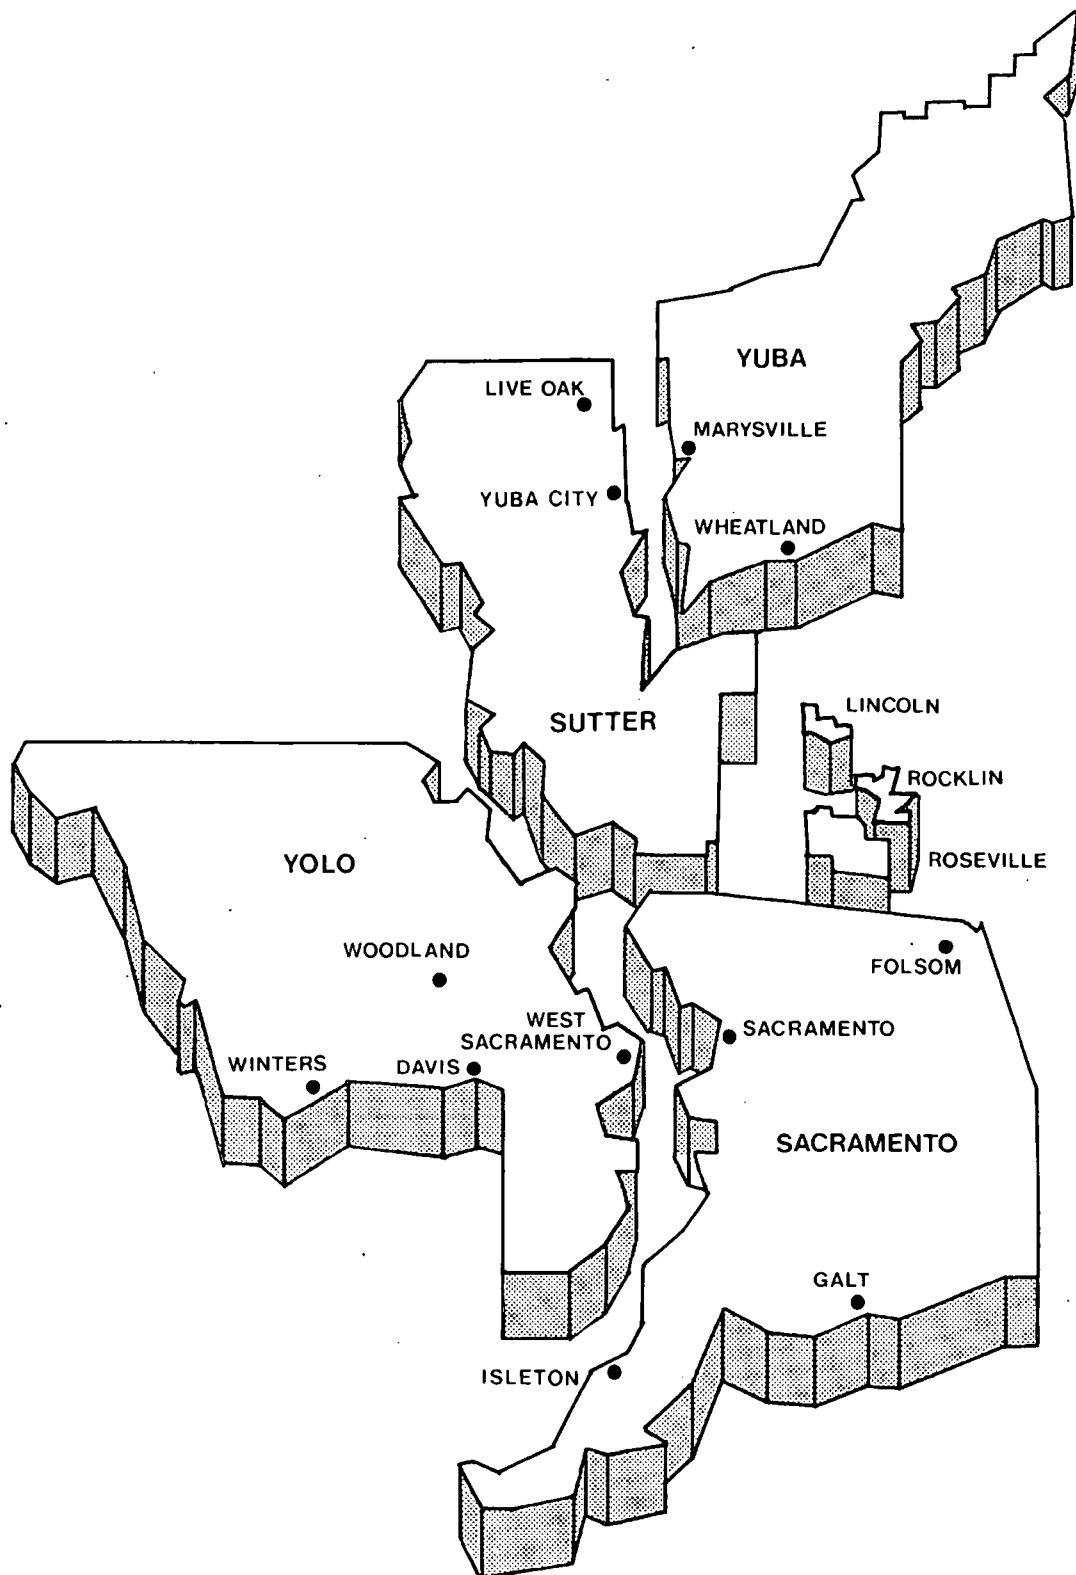 YUBA
LIVE OAK
MARYSVILLE
YUBA CITY
WHEATLAND
LINCOLN
SUTTER
ROCKLIN
YOLO
ROSEVILLE
WOODLAND
FOLSOM
WEST
SACRAMENTO
SACRAMENTO
WINTERS
DAVIS
SACRAMENTO
GALT
ISLETON